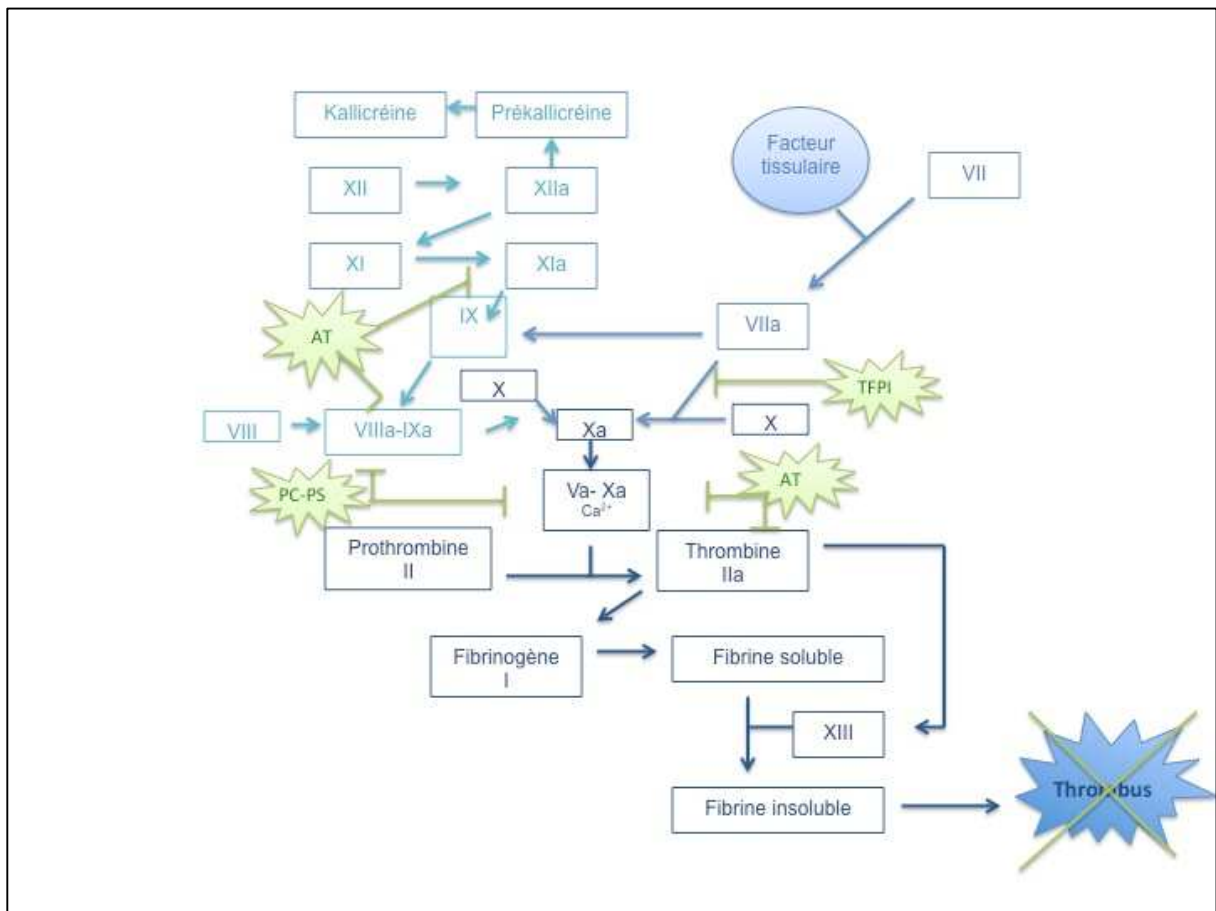 Kallicréine
Prékallicréine
Facteur
tissulaire
VII
XII
XIIa
XI
XIa
AT
IX
VIIa
TFPI
X
VIII
VIIIa-IXa
Xa
X
PC-PS
Va- Xa
Ca²⁺
AT
Prothrombine
II
Thrombine
IIa
Fibrinogène
I
Fibrine soluble
XIII
Thrombus
Fibrine insoluble